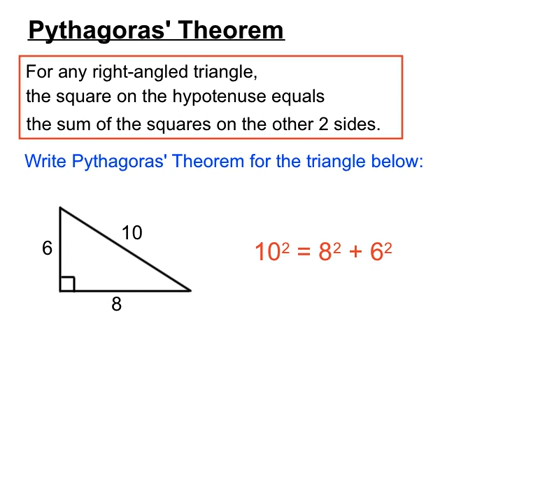 Pythagoras' Theorem
For any right-angled triangle,
the square on the hypotenuse equals
the sum of the squares on the other 2 sides.
Write Pythagoras' Theorem for the triangle below:
10
6
10² = 8² + 6²
8